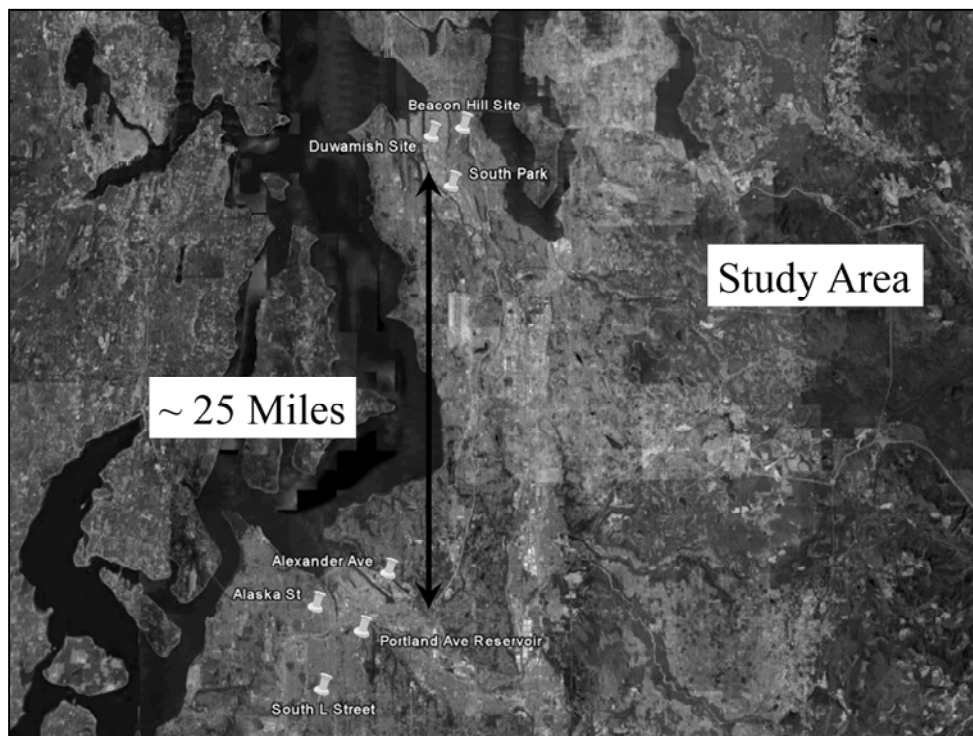 Beacon Hill Site
Duwamish Site
South Park
Study Area
~ 25 Miles
Alexander Ave
Alaska St
Portland Ave Reservoir
South L Street